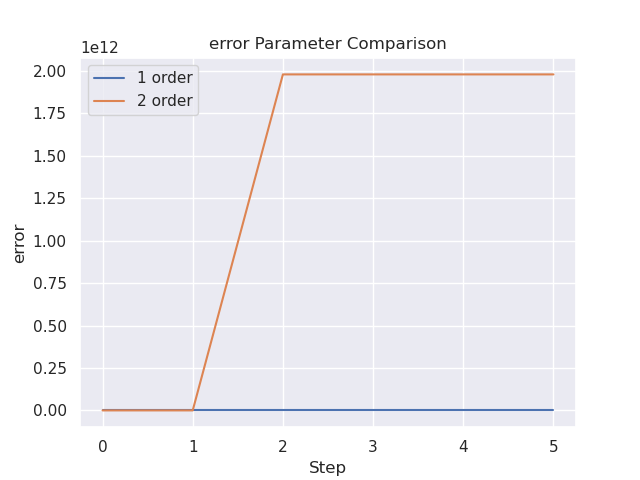 error Parameter Comparison
1e12
1 order
2 order
2.00
1.75
1.50
1.25
1.00
0.75
0.50
0.25
0.00
error
0 1 2 3 4 5
Step